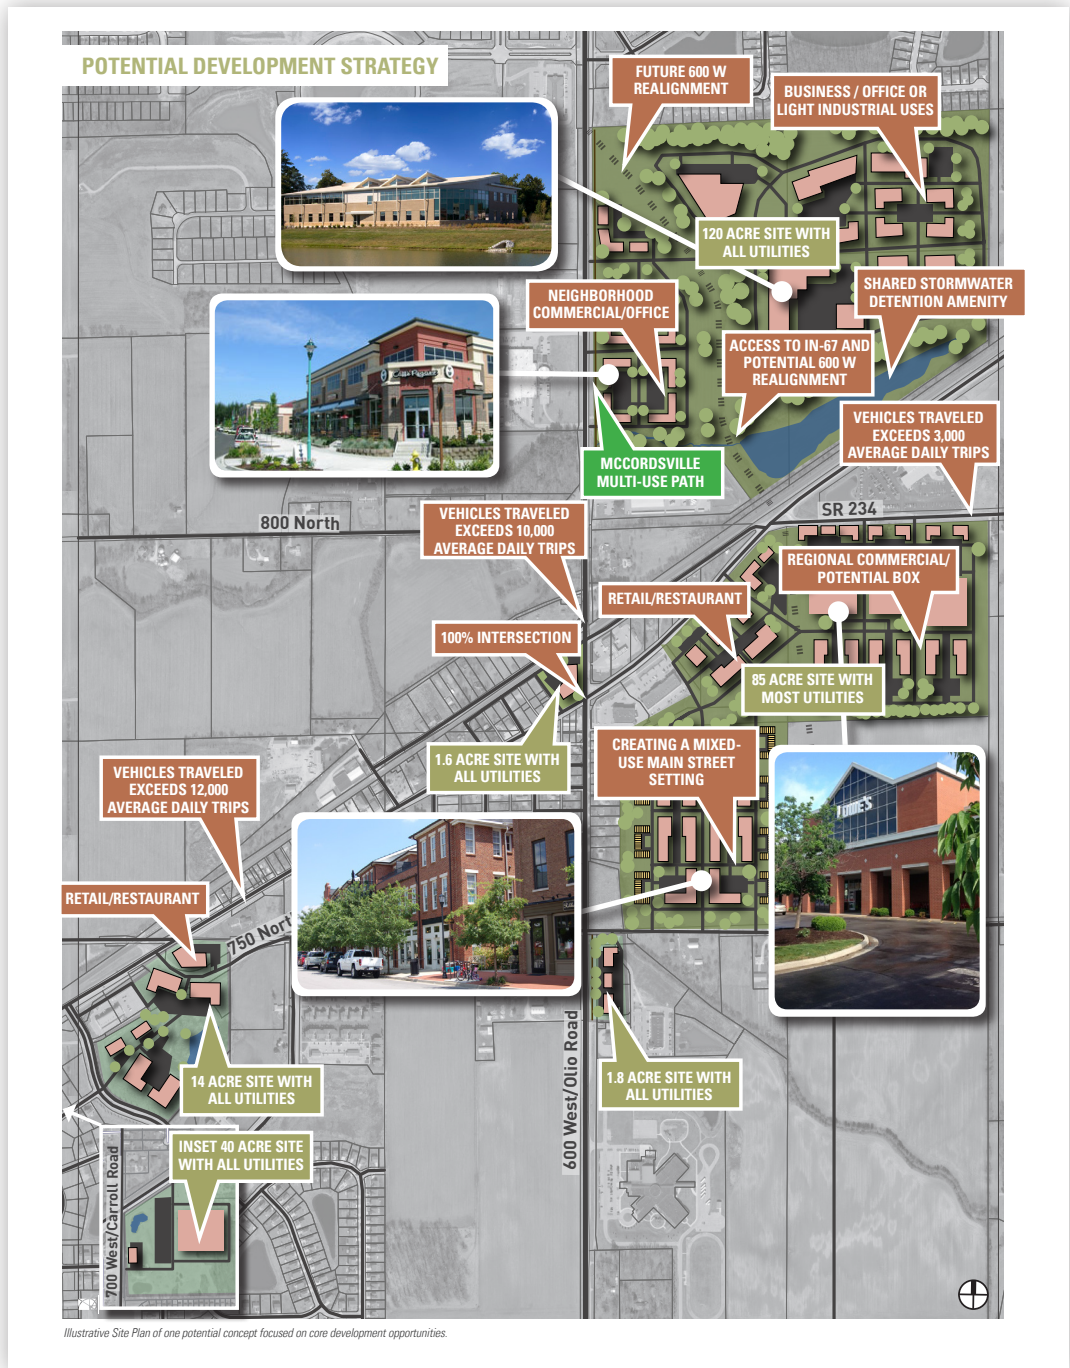 POTENTIAL DEVELOPMENT STRATEGY
FUTURE 600 W
REALIGNMENT
BUSINESS / OFFICE OR
LIGHT INDUSTRIAL USES
120 ACRE SITE WITH
ALL UTILITIES
NEIGHBORHOOD
COMMERCIAL/OFFICE
SHARED STORMWATER
DETENTION AMENITY
ACCESS TO IN-67 AND
POTENTIAL 600 W
REALIGNMENT
VEHICLES TRAVELED
EXCEEDS 3,000
AVERAGE DAILY TRIPS
MCCORDSVILLE
MULTI-USE PATH
SR 234
800 North
VEHICLES TRAVELED
EXCEEDS 10,000
AVERAGE DAILY TRIPS
REGIONAL COMMERCIAL/
POTENTIAL BOX
RETAIL/RESTAURANT
100% INTERSECTION
85 ACRE SITE WITH
MOST UTILITIES
1.6 ACRE SITE WITH
ALL UTILITIES
CREATING A MIXED-
USE MAIN STREET
SETTING
VEHICLES TRAVELED
EXCEEDS 12,000
AVERAGE DAILY TRIPS
RETAIL/RESTAURANT
750 North
14 ACRE SITE WITH
ALL UTILITIES
1.8 ACRE SITE WITH
ALL UTILITIES
600 West/Olio Road
INSET 40 ACRE SITE
WITH ALL UTILITIES
700 West/Carroll Road
Illustrative Site Plan of one potential concept focused on core development opportunities.